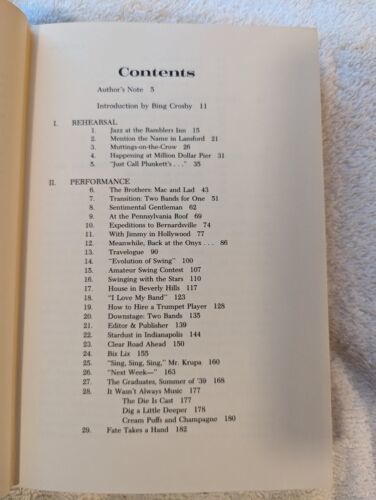 Contents
Author's Note 5
Introduction by Bing Crosby 11
I. REHEARSAL
1. Jazz at the Ramblers Inn 15
2. Mention the Name in Lansford 21
3. Muttings-on-the-Crow 26
4. Happening at Million Dollar Pier 31
5. "Just Call Plunkett's . . ." 35
II. PERFORMANCE
6. The Brothers: Mac and Lad 43
7. Transition: Two Bands for One 51
8. Sentimental Gentleman 62
9. At the Pennsylvania Roof 69
10. Expeditions to Bernardsville 74
11. With Jimmy in Hollywood 77
12. Meanwhile, Back at the Onyx . . . 86
13. Travelogue 90
14. "Evolution of Swing" 100
15. Amateur Swing Contest 107
16. Swinging with the Stars 110
17. House in Beverly Hills 117
18. "I Love My Band" 123
19. How to Hire a Trumpet Player 128
20. Downstage: Two Bands 135
21. Editor & Publisher 139
22. Stardust in Indianapolis 144
23. Clear Road Ahead 150
24. Bix Lix 155
25. "Sing, Sing, Sing," Mr. Krupa 160
26. "Next Week—" 163
27. The Graduates, Summer of '39 168
28. It Wasn't Always Music 177
The Die Is Cast 177
Dig a Little Deeper 178
Cream Puffs and Champagne 180
29. Fate Takes a Hand 182